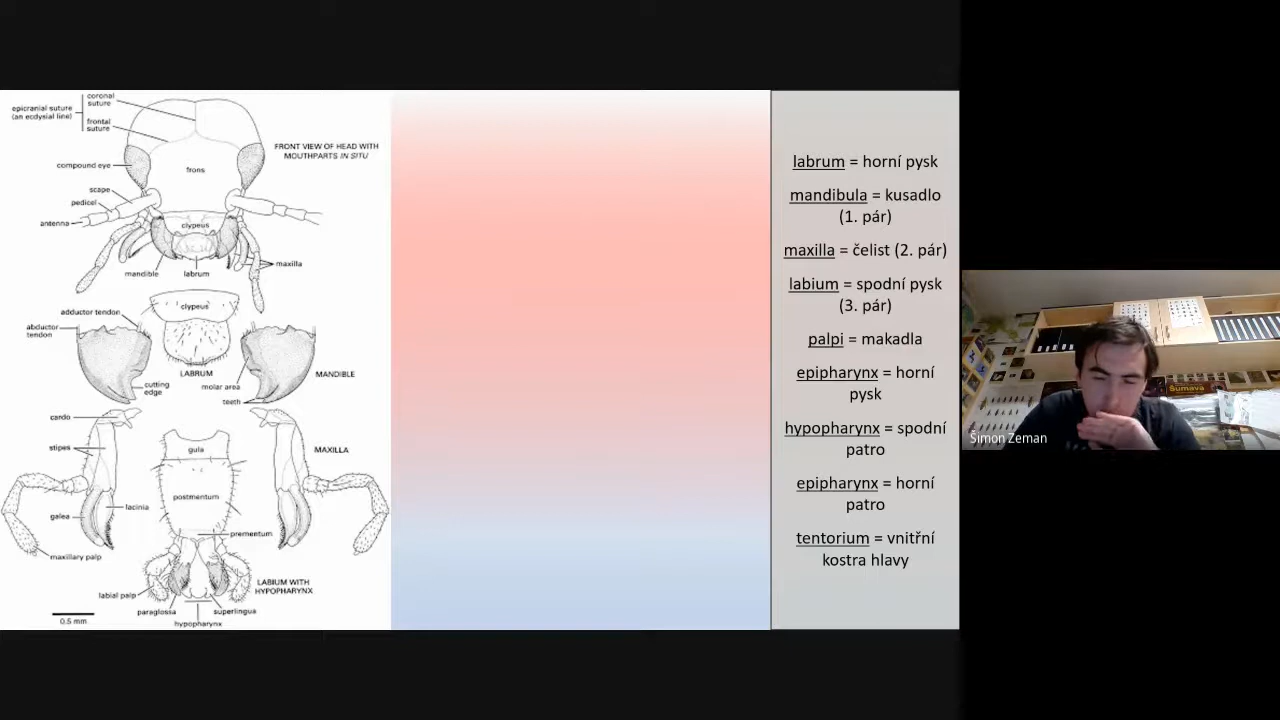 coronal
suture
epicranial suture
(an ecdysial line)
frontal
suture
FRONT VIEW OF HEAD WITH
MOUTHPARTS IN SITU
compound eye
frons
scape
pedicel
antenna
clypeus
mandible
labrum
maxilla
clypeus
adductor tendon
abductor
tendon
LABRUM
molar area
MANDIBLE
cutting
edge
teeth
cardo
stipes
gula
MAXILLA
postmentum
lacinia
galea
prementum
maxillary palp
LABIUM WITH
HYPOPHARYNX
labial palp
paraglossa
superlingua
0.5 mm
hypopharynx
labrum = horní pysk
mandibula = kusadlo
(1. pár)
maxilla = čelist (2. pár)
labium = spodní pysk
(3. pár)
palpi = makadla
epipharynx = horní
pysk
hypopharynx = spodní
patro
epipharynx = horní
patro
tentorium = vnitřní
kostra hlavy
Šumava
Šimon Zeman